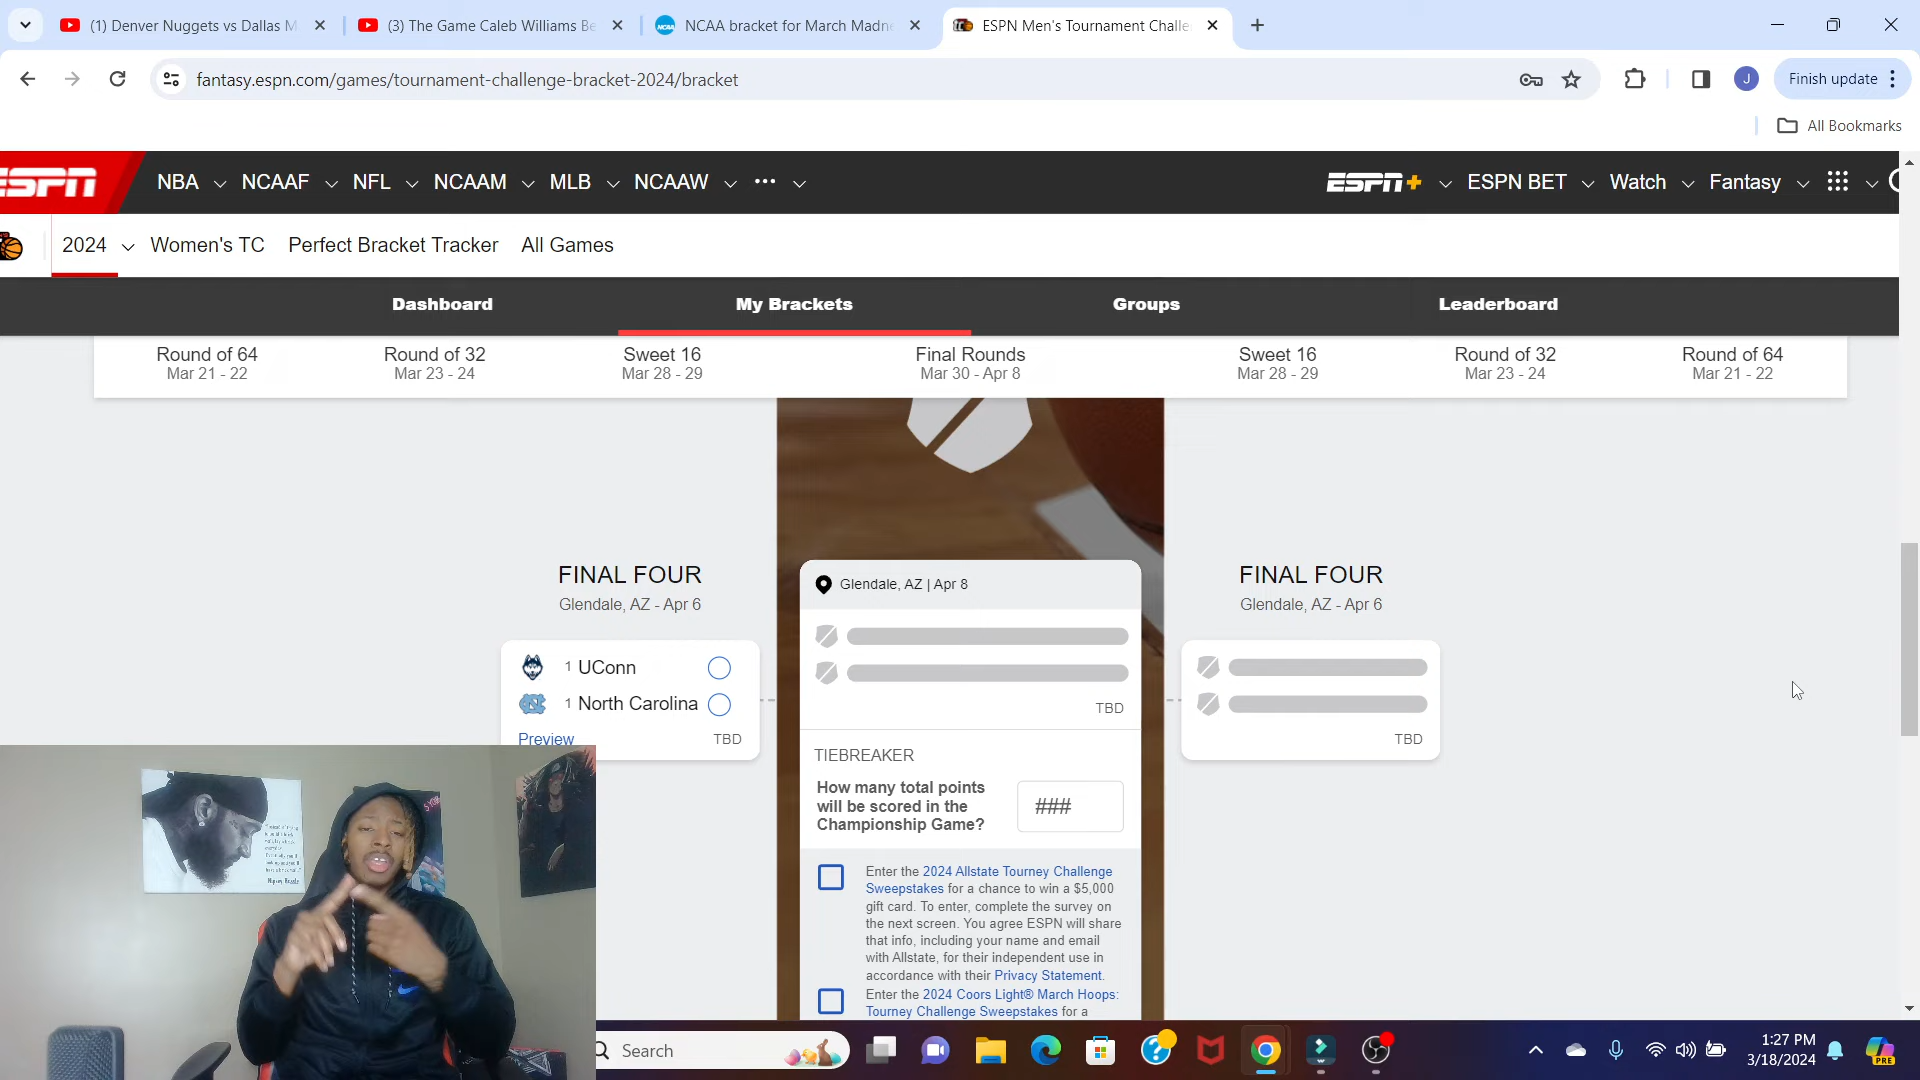 (1) Denver Nuggets vs Dallas M
(3) The Game Caleb Williams Be
NCAA bracket for March Madne
ESPN Men's Tournament Challe
fantasy.espn.com/games/tournament-challenge-bracket-2024/bracket
J
Finish update
All Bookmarks
ESPN NBA NCAAF NFL NCAAM MLB NCAAW ESPN+ ESPN BET Watch Fantasy
2024 Women's TC Perfect Bracket Tracker All Games
Dashboard My Brackets Groups Leaderboard
Round of 64 Round of 32 Sweet 16 Final Rounds Sweet 16 Round of 32 Round of 64
Mar 21 - 22 Mar 23 - 24 Mar 28 - 29 Mar 30 - Apr 8 Mar 28 - 29 Mar 23 - 24 Mar 21 - 22
FINAL FOUR
Glendale, AZ - Apr 6
1 UConn
1 North Carolina
Preview TBD
Glendale, AZ | Apr 8
TBD
TIEBREAKER
How many total points
will be scored in the
Championship Game?
###
Enter the 2024 Allstate Tourney Challenge
Sweepstakes for a chance to win a $5,000
gift card. To enter, complete the survey on
the next screen. You agree ESPN will share
that info, including your name and email
with Allstate, for their independent use in
accordance with their Privacy Statement.
Enter the 2024 Coors Light® March Hoops:
Tourney Challenge Sweepstakes for a
FINAL FOUR
Glendale, AZ - Apr 6
TBD
Search
1:27 PM
3/18/2024
PRE